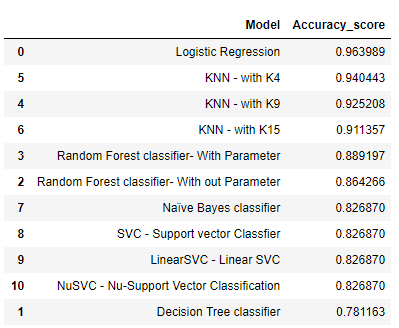 Model Accuracy_score
0 Logistic Regression 0.963989
5 KNN - with K4 0.940443
4 KNN - with K9 0.925208
6 KNN - with K15 0.911357
3 Random Forest classifier- With Parameter 0.889197
2 Random Forest classifier- With out Parameter 0.864266
7 Naïve Bayes classifier 0.826870
8 SVC - Support vector Classfier 0.826870
9 LinearSVC - Linear SVC 0.826870
10 NuSVC - Nu-Support Vector Classification 0.826870
1 Decision Tree classifier 0.781163